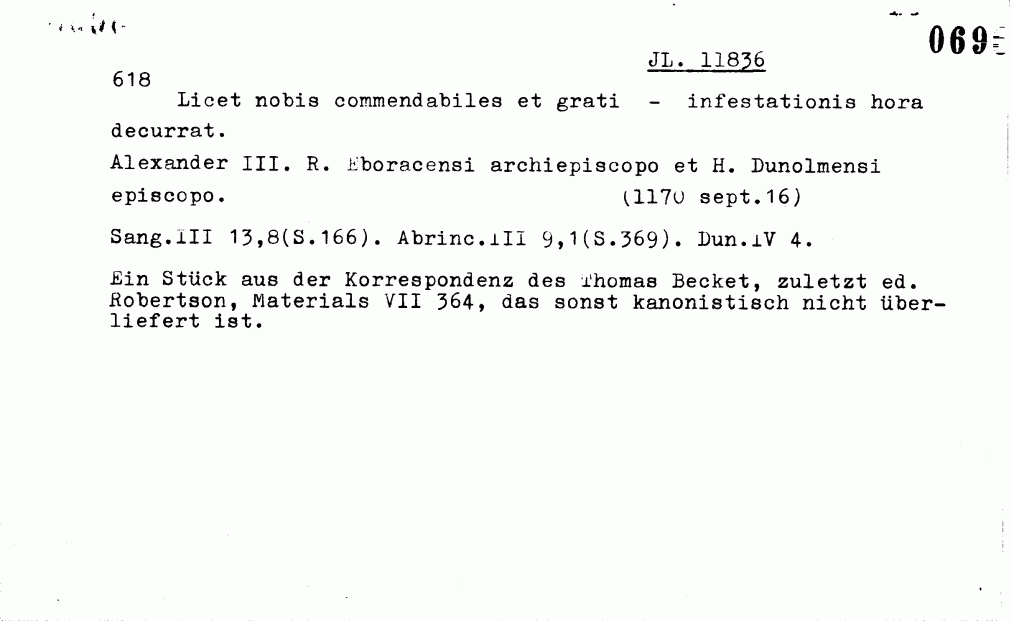 069
JL. 11836
618
Licet nobis commendabiles et grati – infestationis hora
decurrat.
Alexander III. R. Eboracensi archiepiscopo et H. Dunolmensi
episcopo. (1170 sept.16)
Sang.III 13,8(S.166). Abrinc.III 9,1(S.369). Dun.IV 4.
Ein Stück aus der Korrespondenz des Thomas Becket, zuletzt ed.
Robertson, Materials VII 364, das sonst kanonistisch nicht über-
liefert ist.